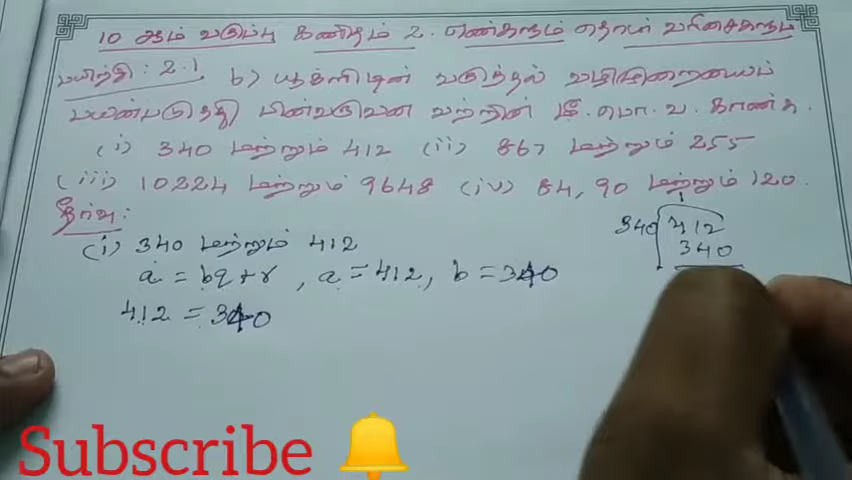 10 ஆம் வகுப்பு கணிதம் 2. எண்களும் தொடர் வரிசைகளும்
பயிற்சி : 2.1 6) யூக்ளிடின் வகுத்தல் வழிமுறையைப்
பயன்படுத்தி பின்வருவன வற்றின் மீ. பொ. வ. காண்க.
(i) 340 மற்றும் 412 (ii) 867 மற்றும் 255
(iii) 10224 மற்றும் 9648 (iv) 84, 90 மற்றும் 120.
தீர்வு:
(i) 340 மற்றும் 412
a = bq + r , a = 412, b = 340
412 = 340
1
340 412
340
Subscribe